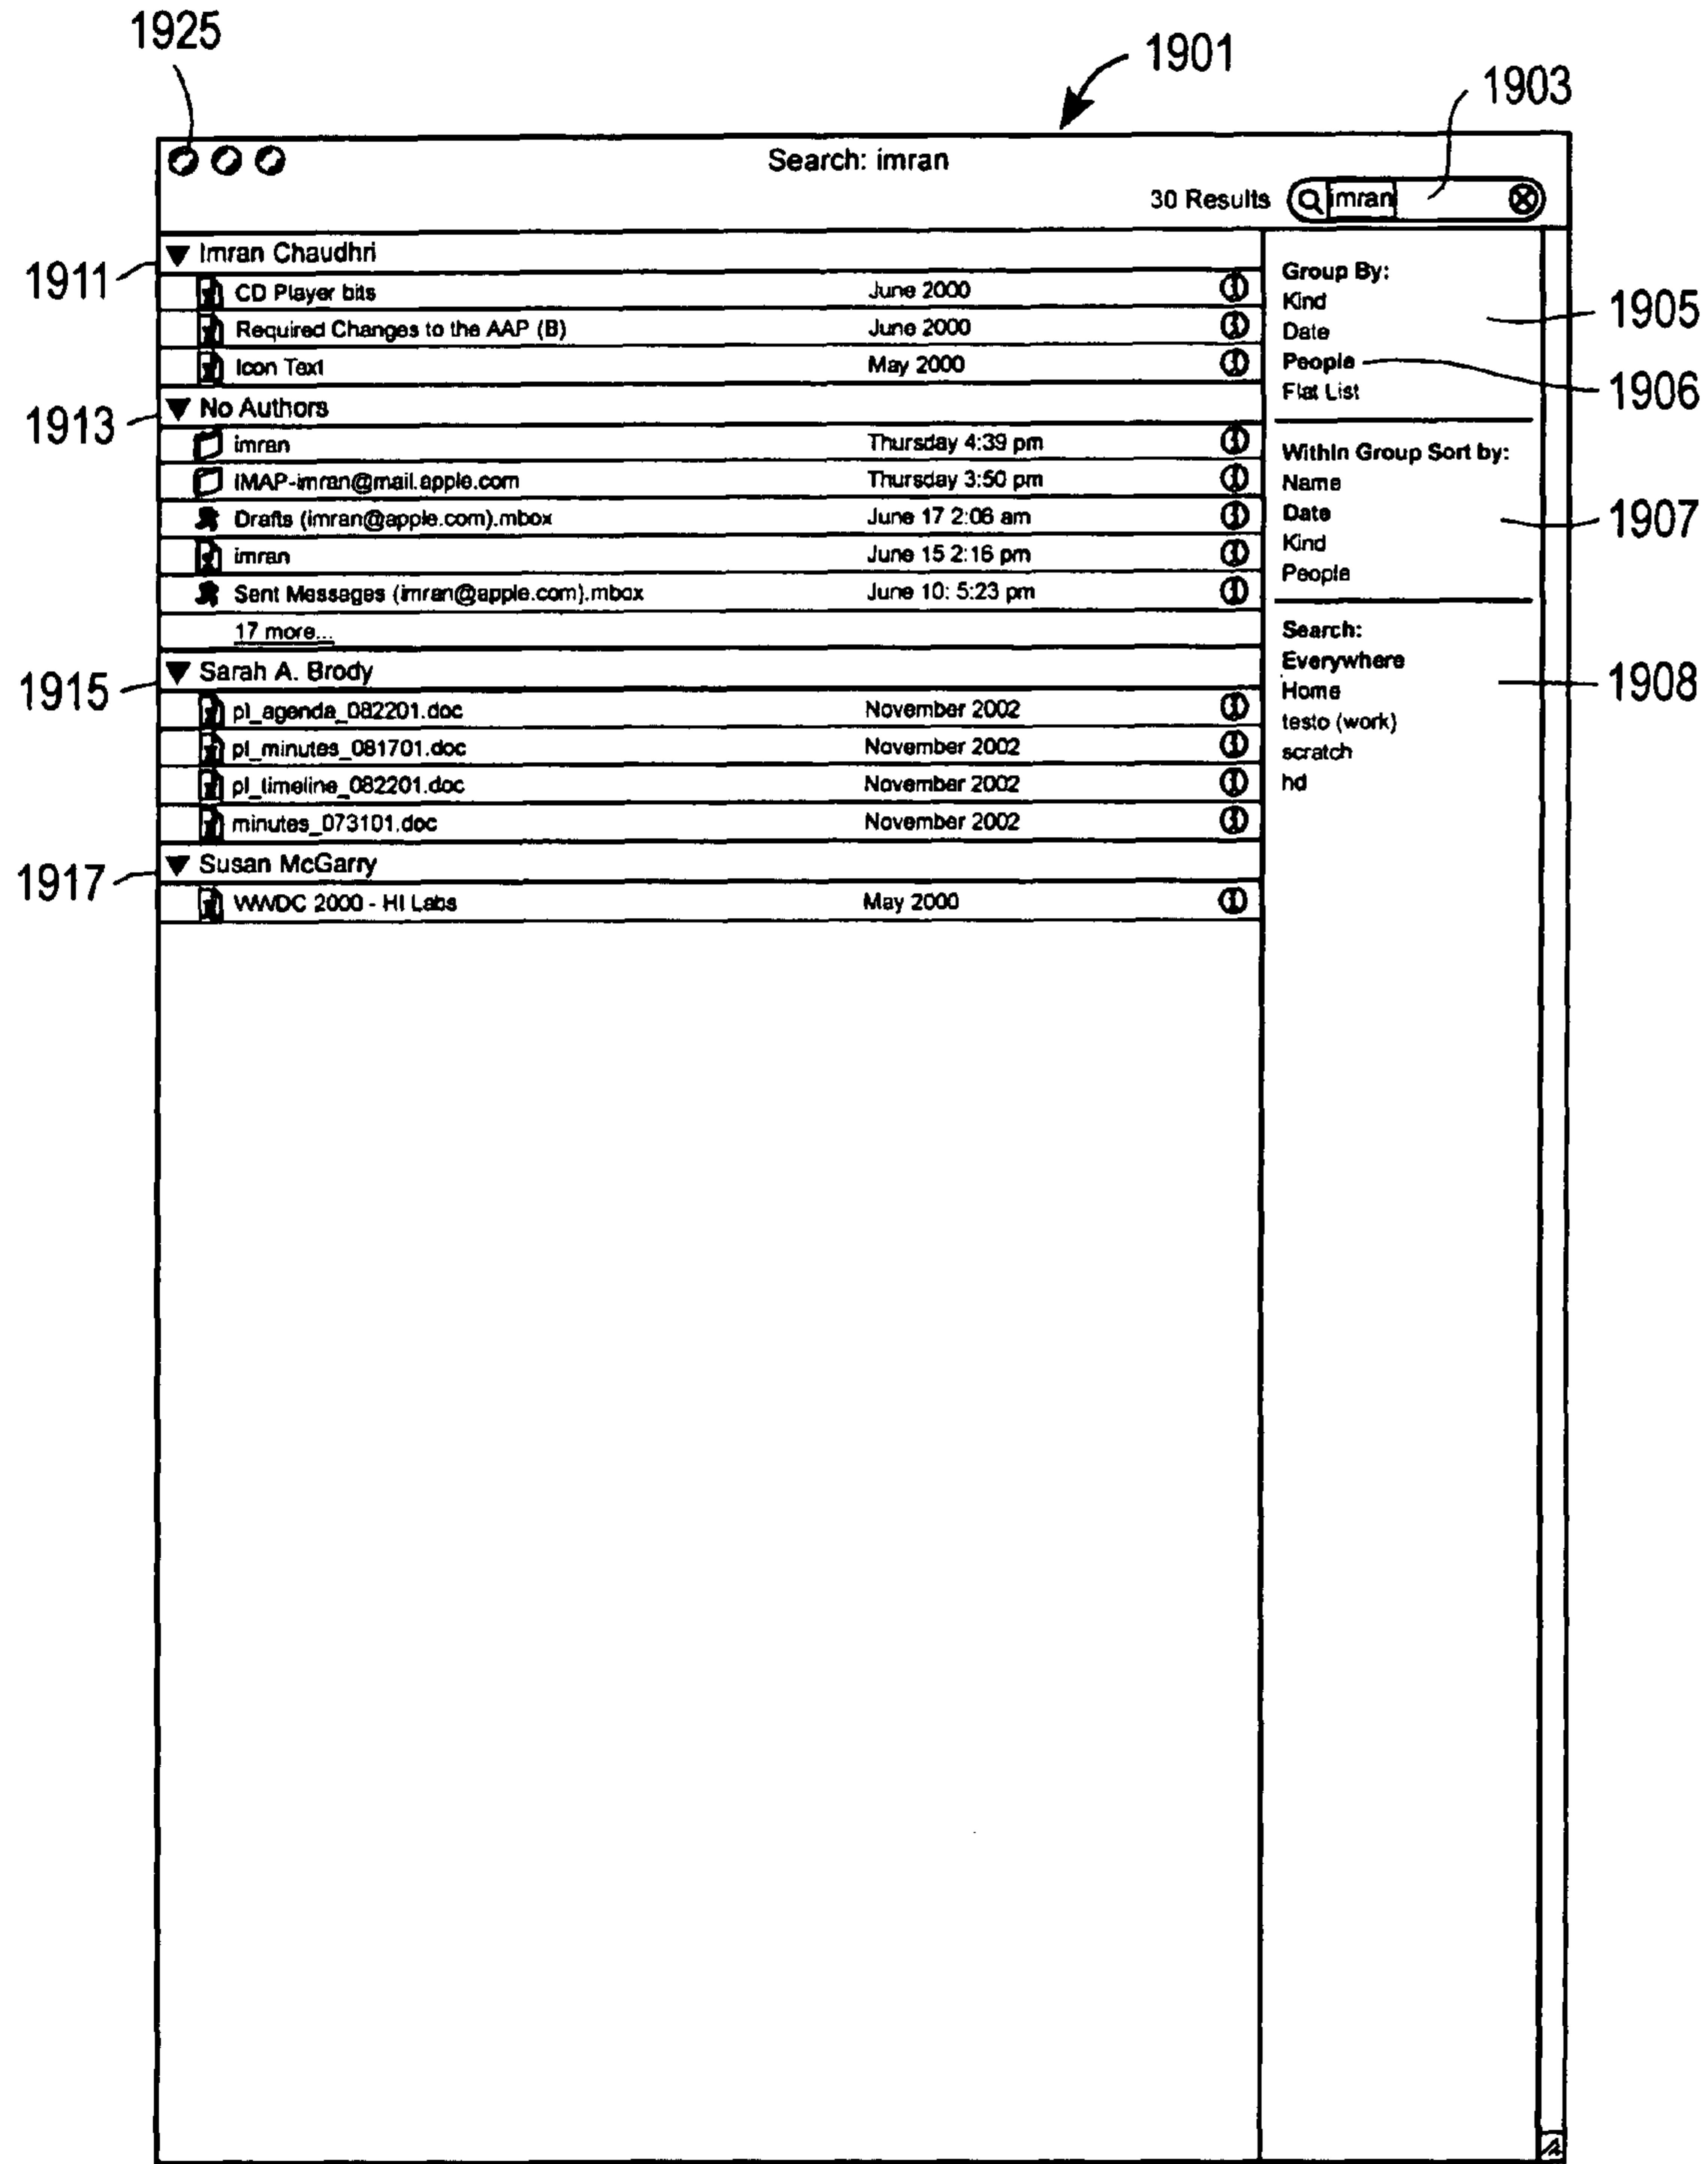 1925
1901
1903
Search: imran
30 Results
imran
1911
Imran Chaudhri
CD Player bits June 2000
Required Changes to the AAP (B) June 2000
Icon Text May 2000
1913
No Authors
imran Thursday 4:39 pm
IMAP-imran@mail.apple.com Thursday 3:50 pm
Drafts (imran@apple.com).mbox June 17 2:06 am
imran June 15 2:16 pm
Sent Messages (imran@apple.com).mbox June 10: 5:23 pm
17 more...
1915
Sarah A. Brody
pl_agenda_082201.doc November 2002
pl_minutes_081701.doc November 2002
pl_timeline_082201.doc November 2002
minutes_073101.doc November 2002
1917
Susan McGarry
WWDC 2000 - HI Labs May 2000
Group By:
Kind
Date
People
Flat List
1905
1906
Within Group Sort by:
Name
Date
Kind
People
1907
Search:
Everywhere
Home
testo (work)
scratch
hd
1908